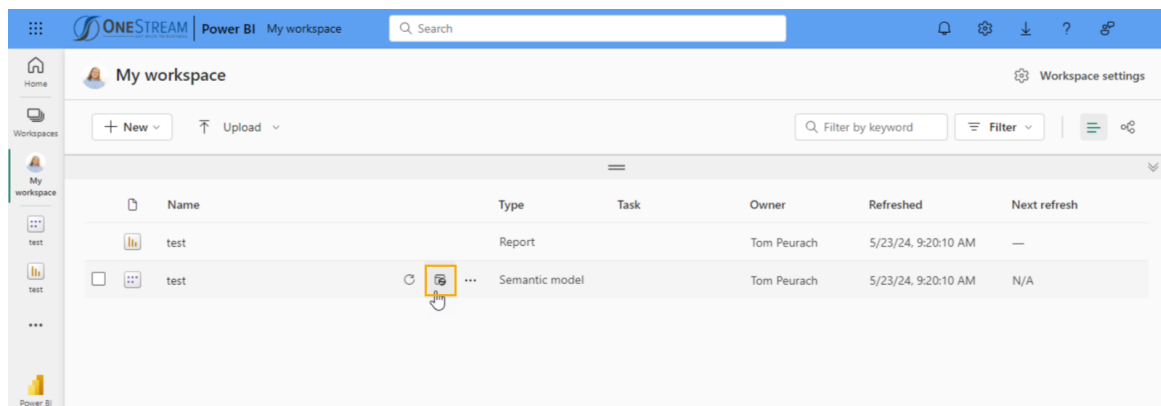 ONESTREAM Power BI My workspace Search
Home
My workspace Workspace settings
Workspaces
New Upload Filter by keyword Filter
My workspace
Name Type Task Owner Refreshed Next refresh
test
test Report Tom Peurach 5/23/24, 9:20:10 AM —
test
test Semantic model Tom Peurach 5/23/24, 9:20:10 AM N/A
Power BI